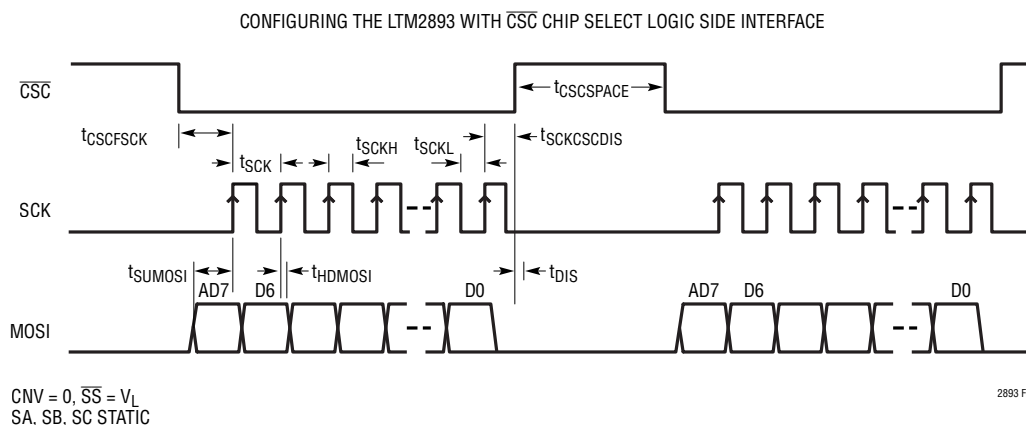 CONFIGURING THE LTM2893 WITH CSC CHIP SELECT LOGIC SIDE INTERFACE
CSC
tCSCSPACE
tCSCFSCK
tSCK
tSCKH
tSCKL
tSCKCSCDIS
SCK
tSUMOSI
tHDMOSI
tDIS
AD7 D6 D0 AD7 D6 D0
MOSI
CNV = 0, SS = VL
SA, SB, SC STATIC
2893 F